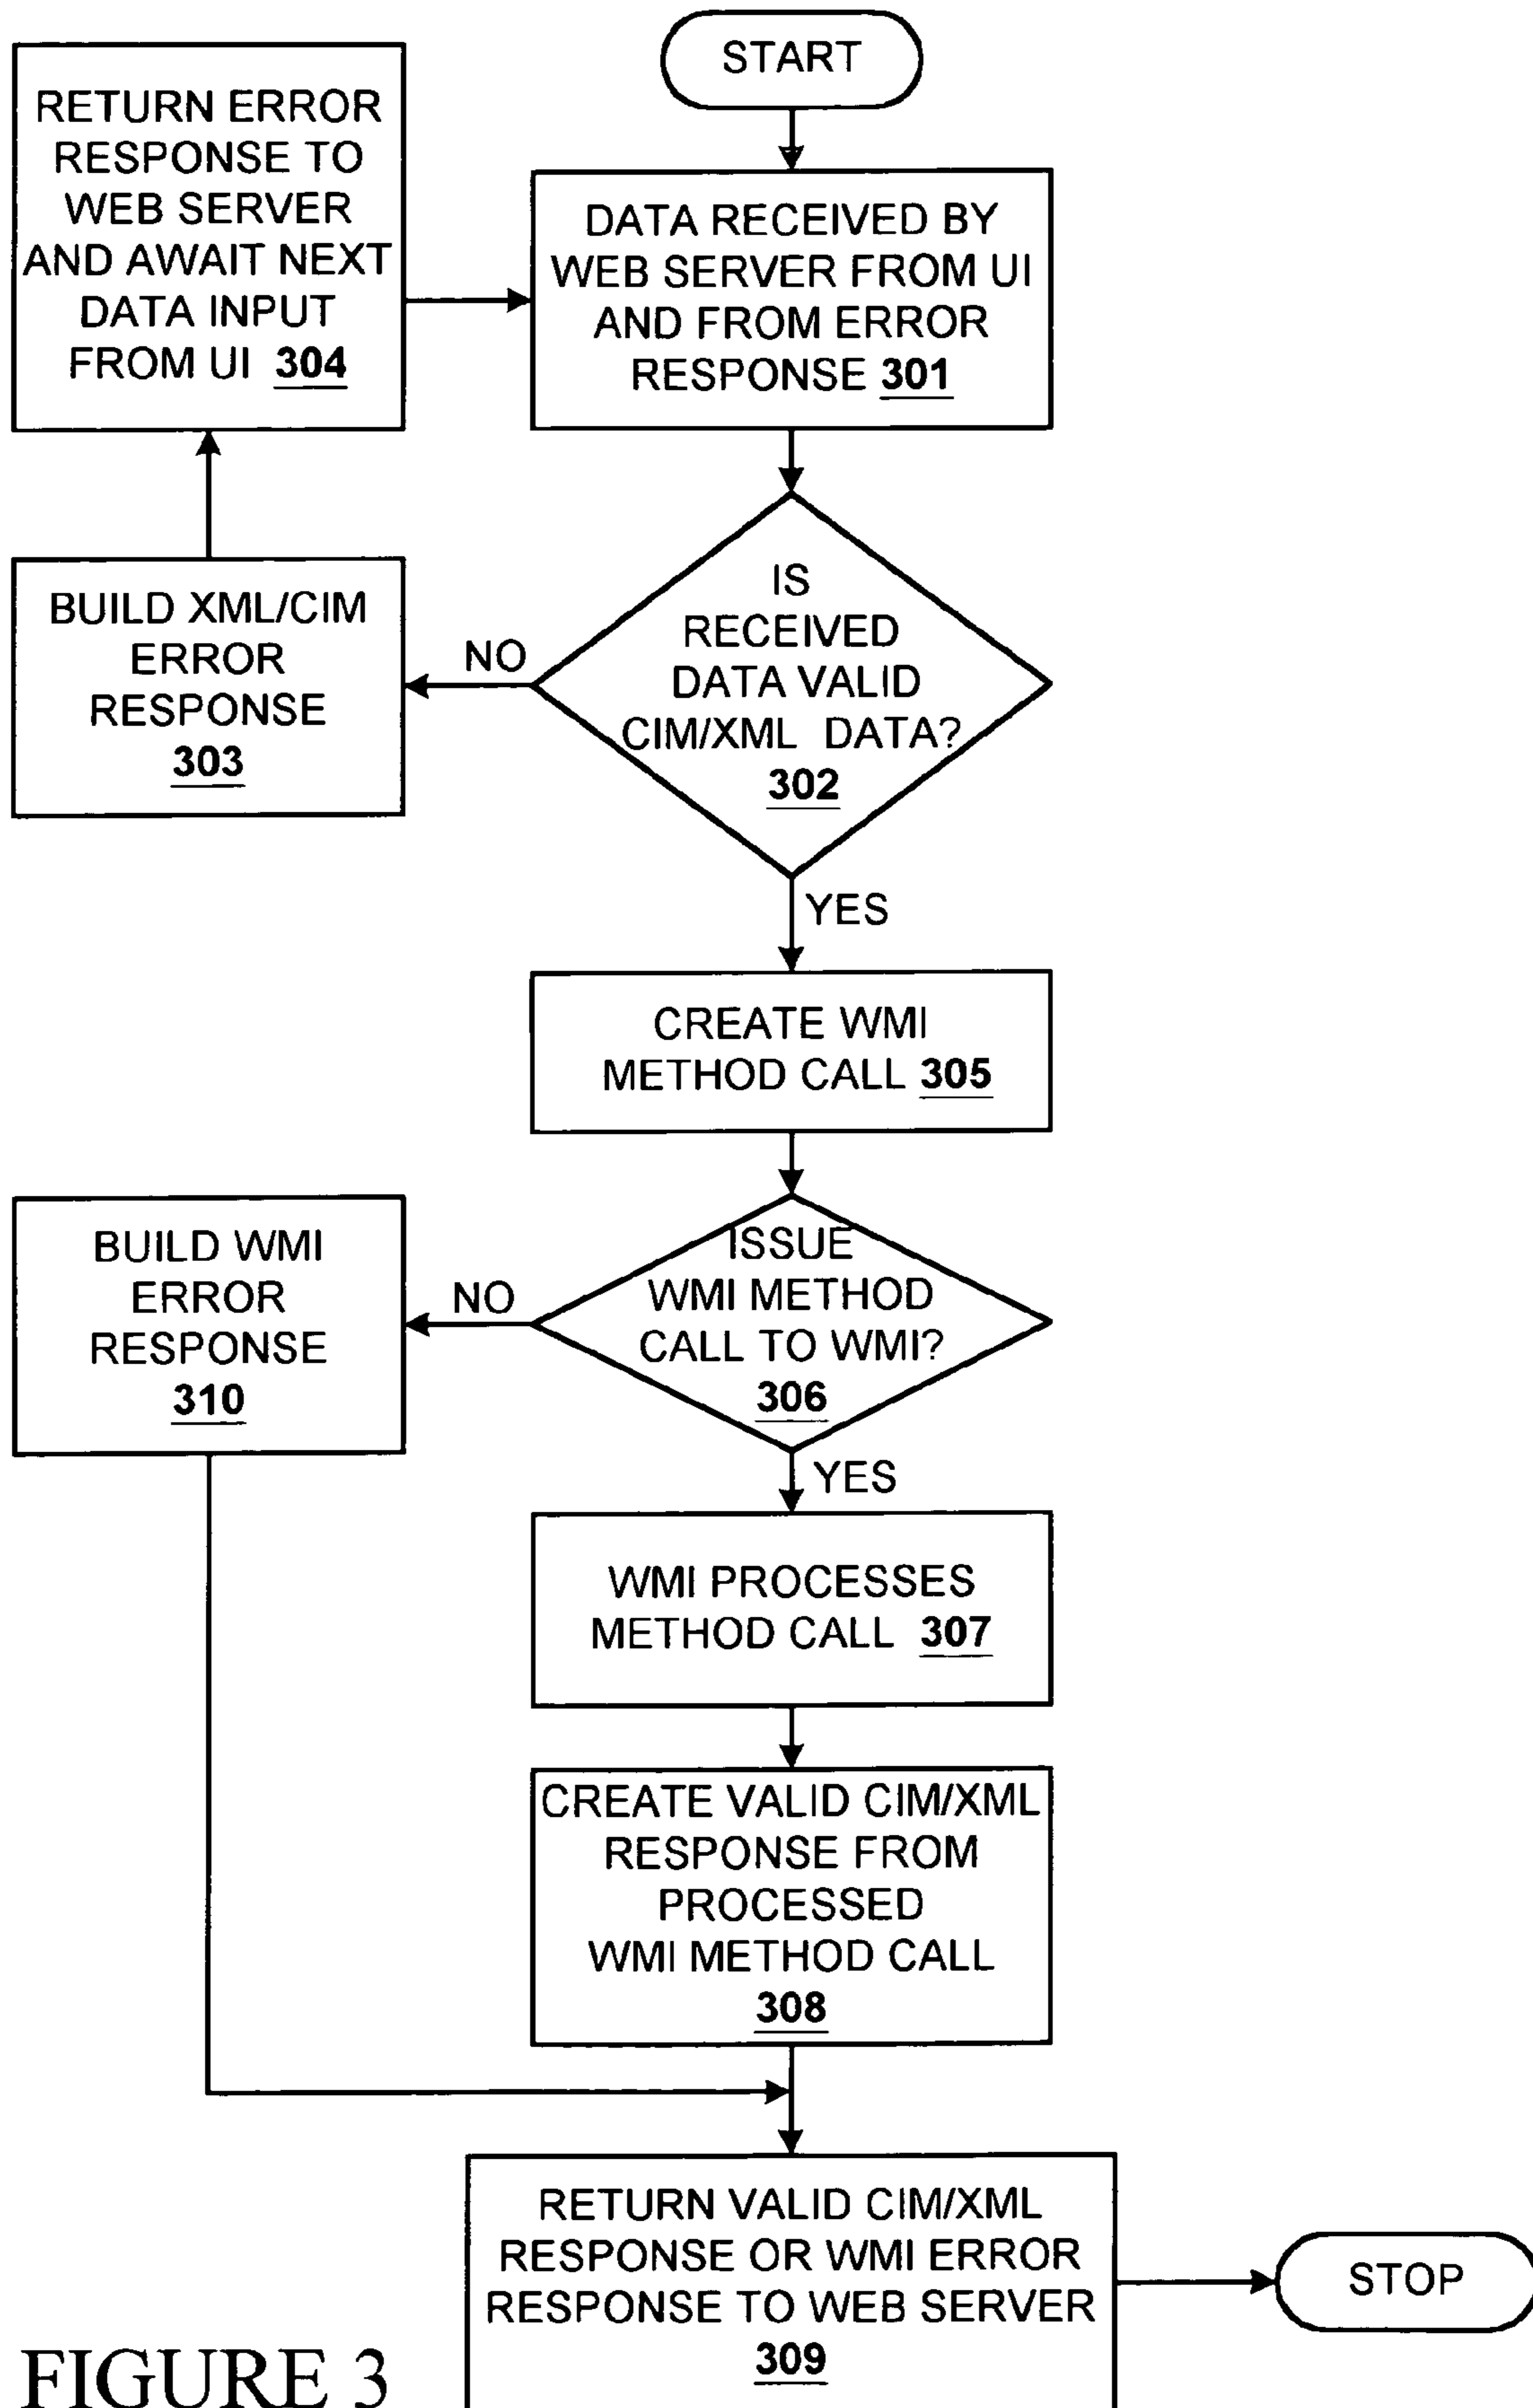 START
RETURN ERROR
RESPONSE TO
WEB SERVER
AND AWAIT NEXT
DATA INPUT
FROM UI 304
DATA RECEIVED BY
WEB SERVER FROM UI
AND FROM ERROR
RESPONSE 301
IS
RECEIVED
DATA VALID
CIM/XML DATA?
302
NO
BUILD XML/CIM
ERROR
RESPONSE
303
YES
CREATE WMI
METHOD CALL 305
ISSUE
WMI METHOD
CALL TO WMI?
306
NO
BUILD WMI
ERROR
RESPONSE
310
YES
WMI PROCESSES
METHOD CALL 307
CREATE VALID CIM/XML
RESPONSE FROM
PROCESSED
WMI METHOD CALL
308
RETURN VALID CIM/XML
RESPONSE OR WMI ERROR
RESPONSE TO WEB SERVER
309
STOP
FIGURE 3